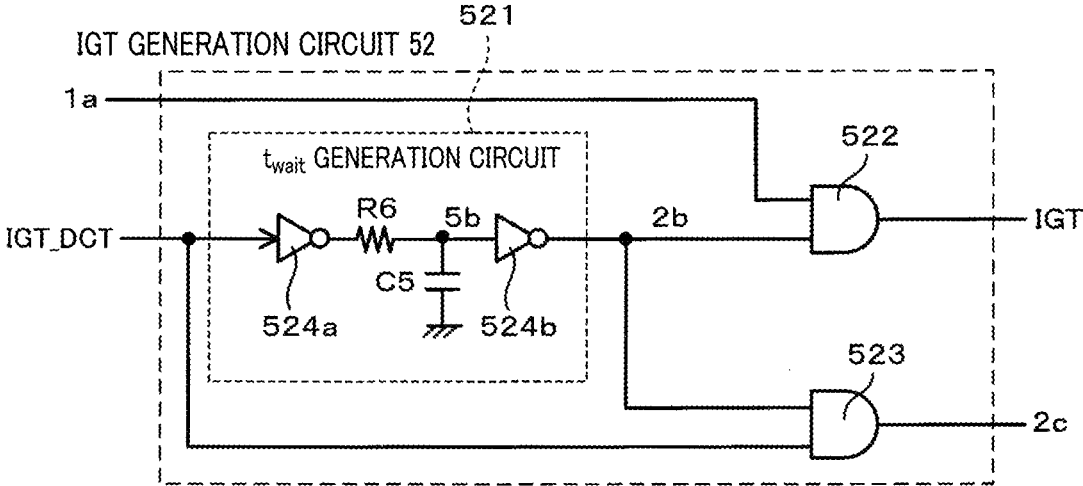 521
IGT GENERATION CIRCUIT 52
1a
522
twait GENERATION CIRCUIT
R6
5b
2b
IGT_DCT
IGT
C5
524a
524b
523
2c